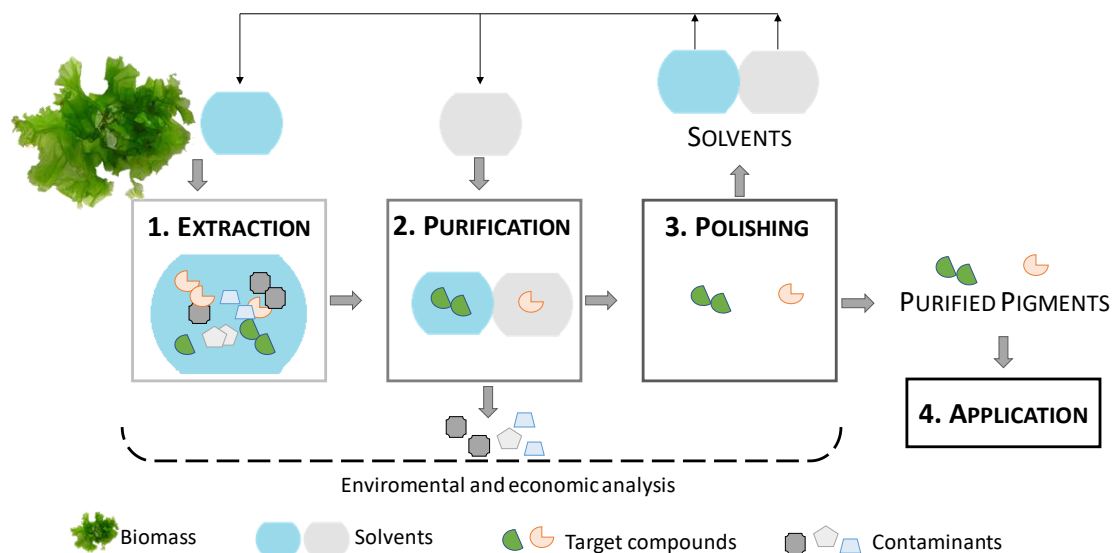 SOLVENTS
1. EXTRACTION
2. PURIFICATION
3. POLISHING
PURIFIED PIGMENTS
4. APPLICATION
Enviromental and economic analysis
Biomass
Solvents
Target compounds
Contaminants